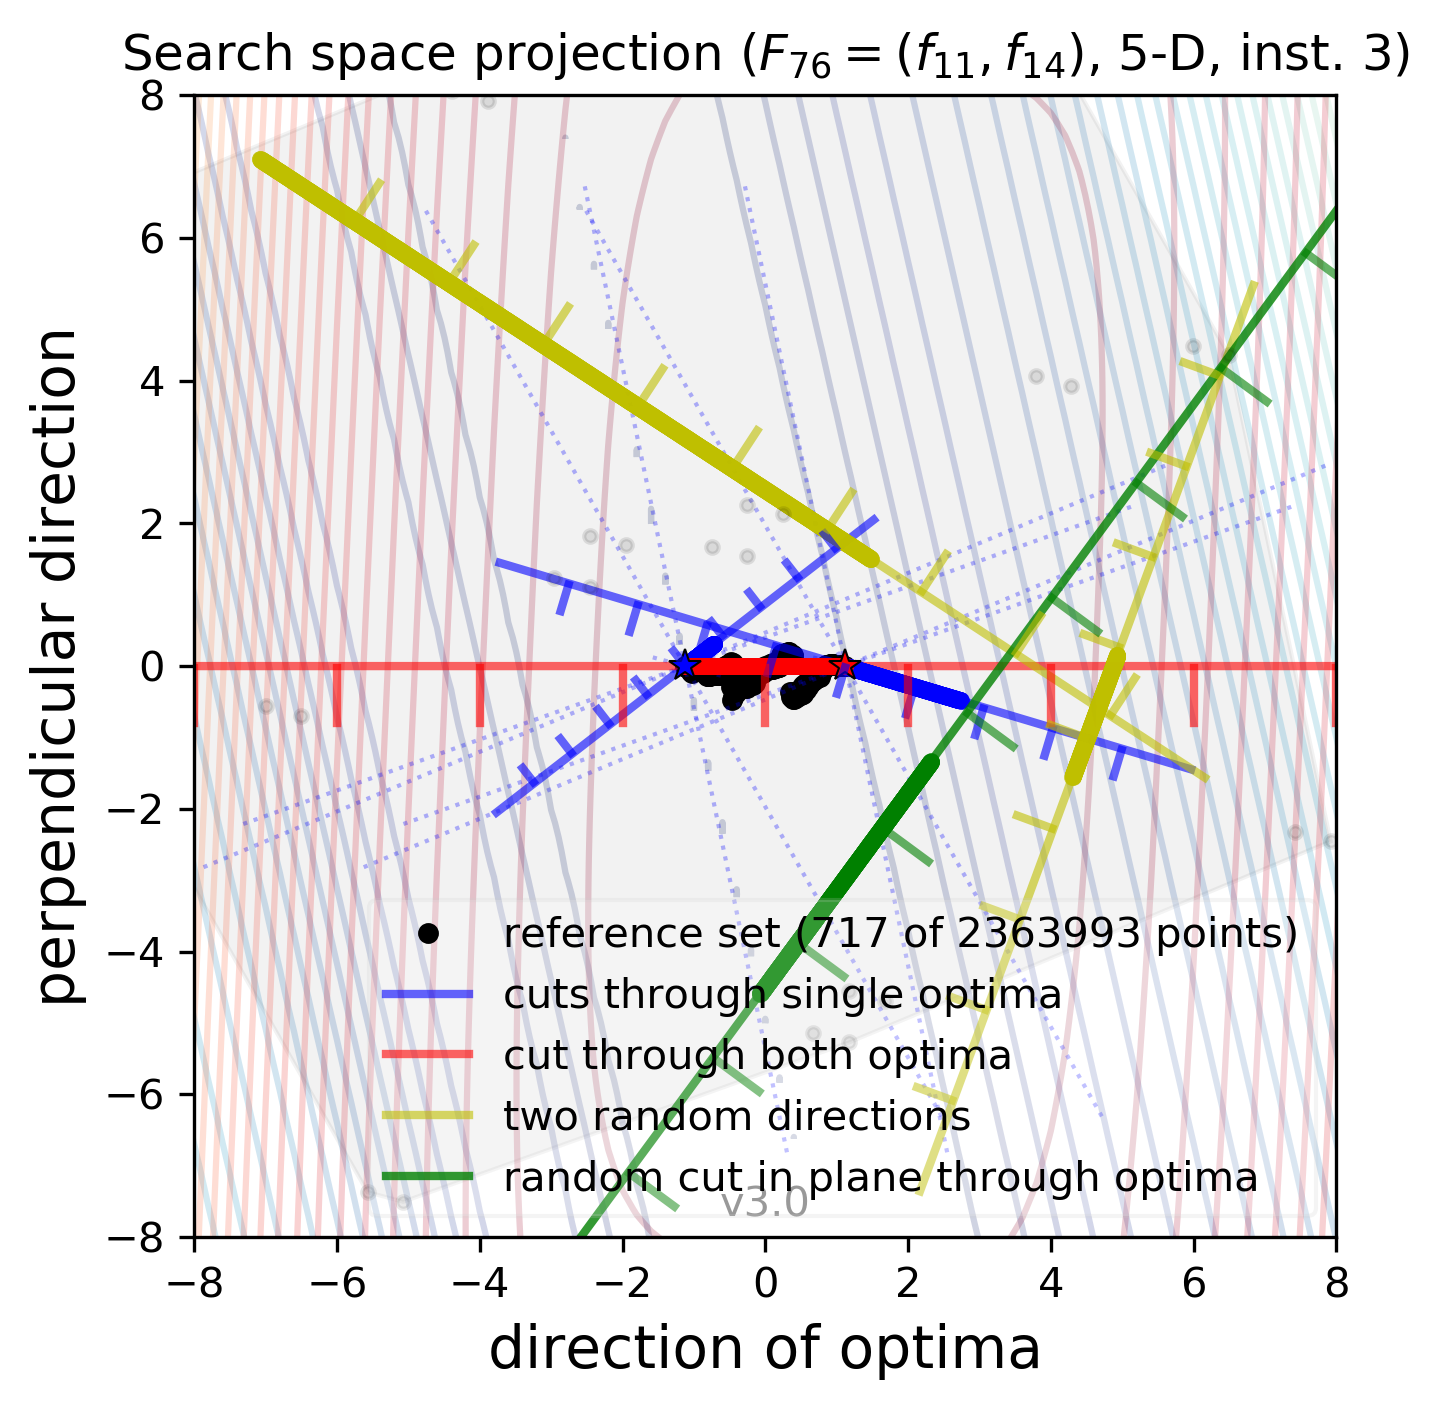 Search space projection (F76 = (f11, f14), 5-D, inst. 3)
8
6
4
2
0
−2
−4
−6
−8
perpendicular direction
reference set (717 of 2363993 points)
cuts through single optima
cut through both optima
two random directions
random cut in plane through optima
v3.0
−8 −6 −4 −2 0 2 4 6 8
direction of optima